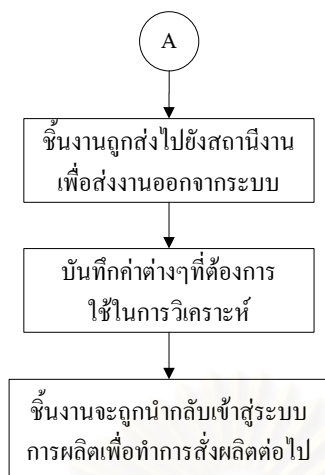 A
ชิ้นงานถูกส่งไปยังสถานีงาน
เพื่อส่งงานออกจากระบบ
บันทึกค่าต่างๆที่ต้องการ
ใช้ในการวิเคราะห์
ชิ้นงานจะถูกนำกลับเข้าสู่ระบบ
การผลิตเพื่อทำการสั่งผลิตต่อไป